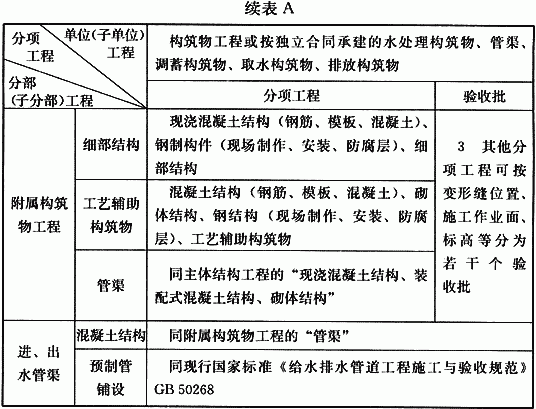 续表 A
分项
工程
单位(子单位)
工程
分部
(子分部)工程
构筑物工程或按独立合同承建的水处理构筑物、管渠、
调蓄构筑物、取水构筑物、排放构筑物
分项工程
验收批
附属构筑
物工程
细部结构
现浇混凝土结构（钢筋、模板、混凝土）、
钢制构件（现场制作、安装、防腐层）、细
部结构
工艺辅助
构筑物
混凝土结构（钢筋、模板、混凝土）、砌
体结构、钢结构（现场制作、安装、防腐
层）、工艺辅助构筑物
管渠
同主体结构工程的“现浇混凝土结构、装
配式混凝土结构、砌体结构”
3 其他分
项工程可按
变形缝位置、
施工作业面、
标高等分为
若干个验
收批
进、出
水管渠
混凝土结构
同附属构筑物工程的“管渠”
预制管
铺设
同现行国家标准《给水排水管道工程施工与验收规范》
GB 50268